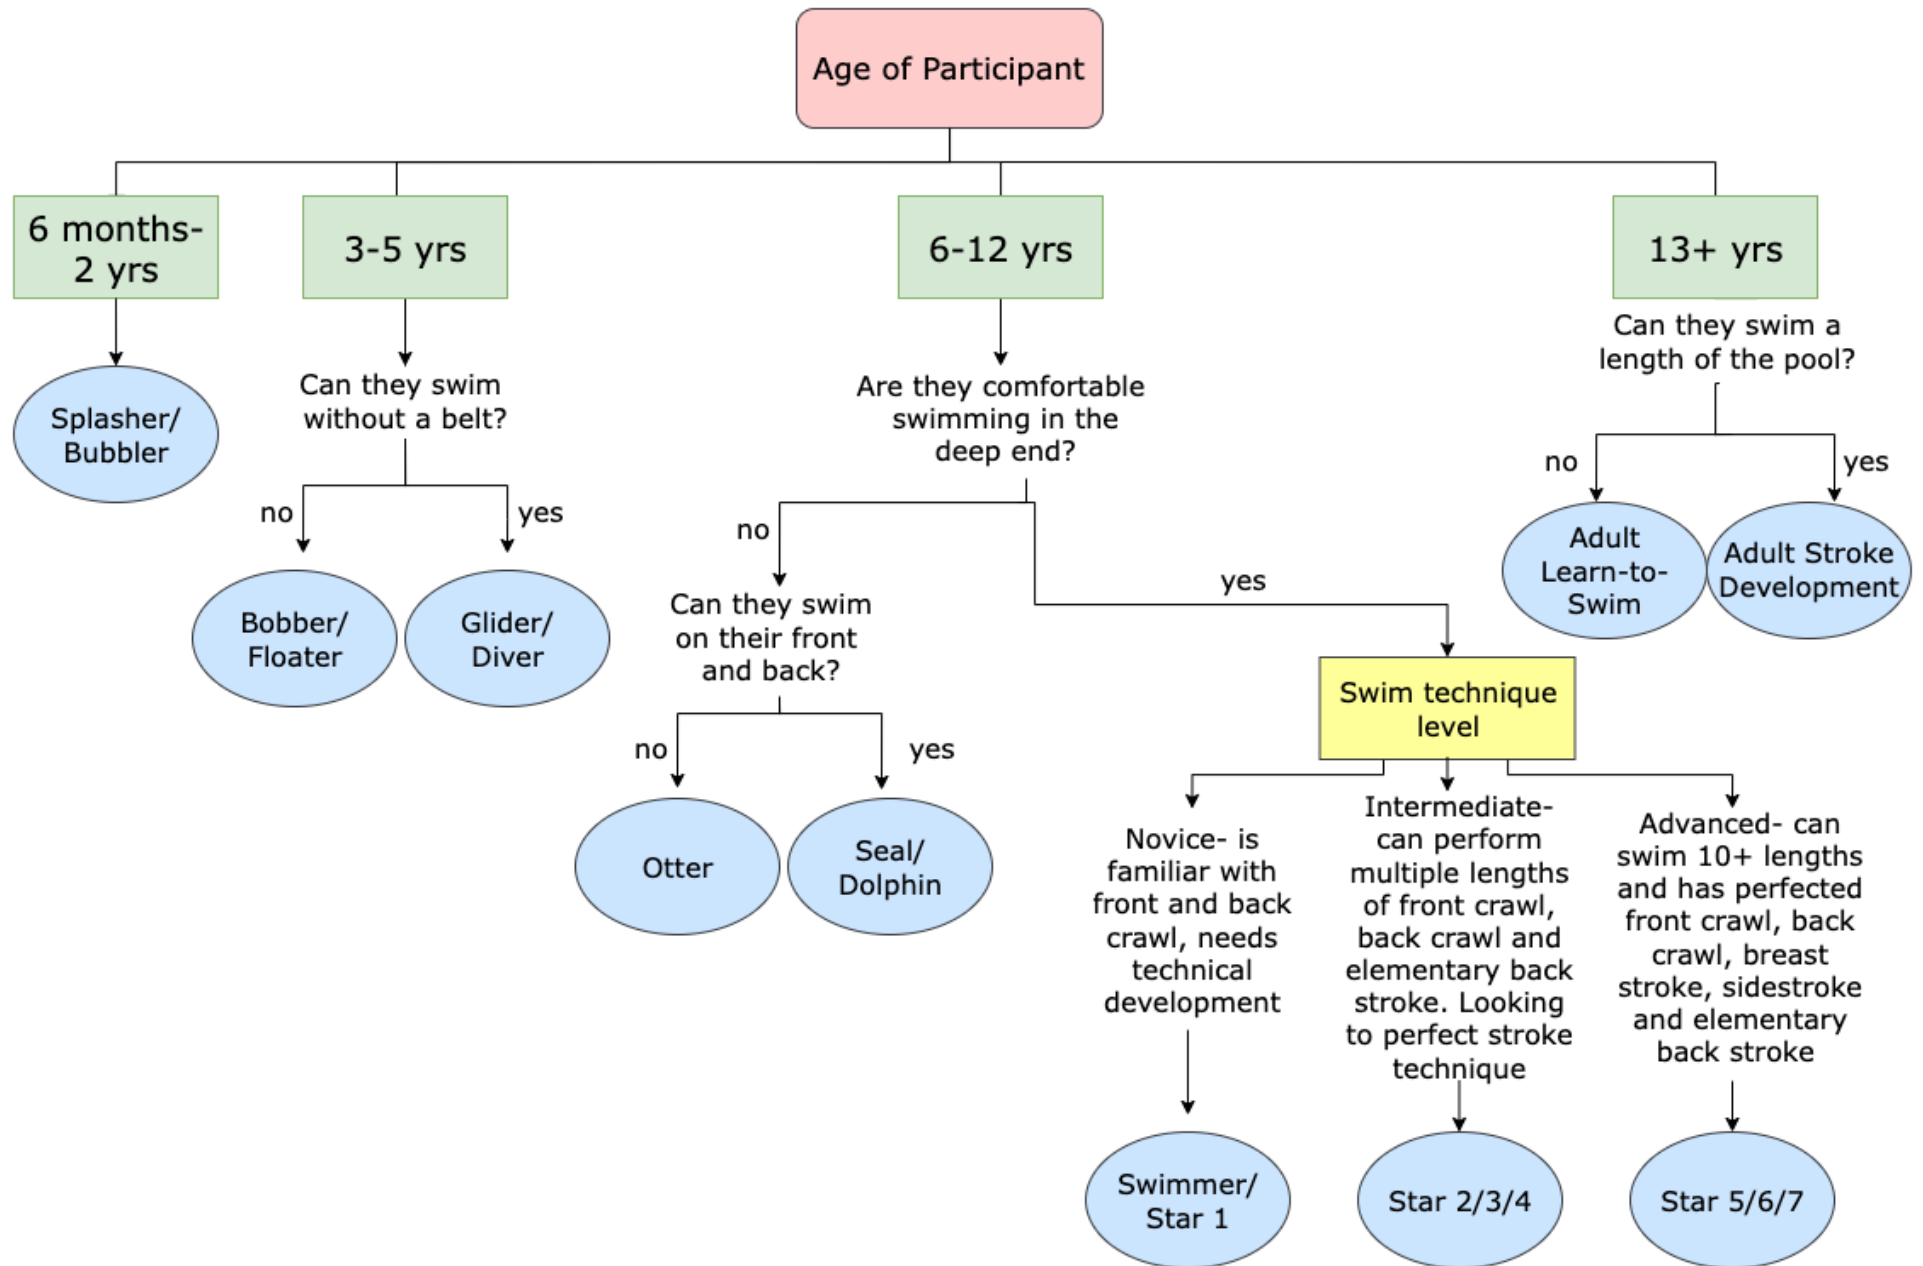 Age of Participant
6 months-
2 yrs
3-5 yrs
6-12 yrs
13+ yrs
Splasher/
Bubbler
Can they swim
without a belt?
no
yes
Bobber/
Floater
Glider/
Diver
Are they comfortable
swimming in the
deep end?
no
yes
Can they swim
on their front
and back?
no
yes
Otter
Seal/
Dolphin
Swim technique
level
Novice- is
familiar with
front and back
crawl, needs
technical
development
Intermediate-
can perform
multiple lengths
of front crawl,
back crawl and
elementary back
stroke. Looking
to perfect stroke
technique
Advanced- can
swim 10+ lengths
and has perfected
front crawl, back
crawl, breast
stroke, sidestroke
and elementary
back stroke
Swimmer/
Star 1
Star 2/3/4
Star 5/6/7
Can they swim a
length of the pool?
no
yes
Adult
Learn-to-
Swim
Adult Stroke
Development